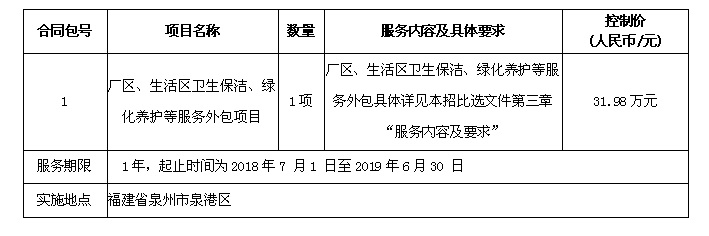 合同包号 项目名称 数量 服务内容及具体要求 控制价
(人民币/元)
1 厂区、生活区卫生保洁、绿
化养护等服务外包项目 1项 厂区、生活区卫生保洁、绿化养护等服
务外包具体详见本招比选文件第三章
“服务内容及要求” 31.98万元
服务期限 1年，起止时间为2018年7月1日至2019年6月30日
实施地点 福建省泉州市泉港区